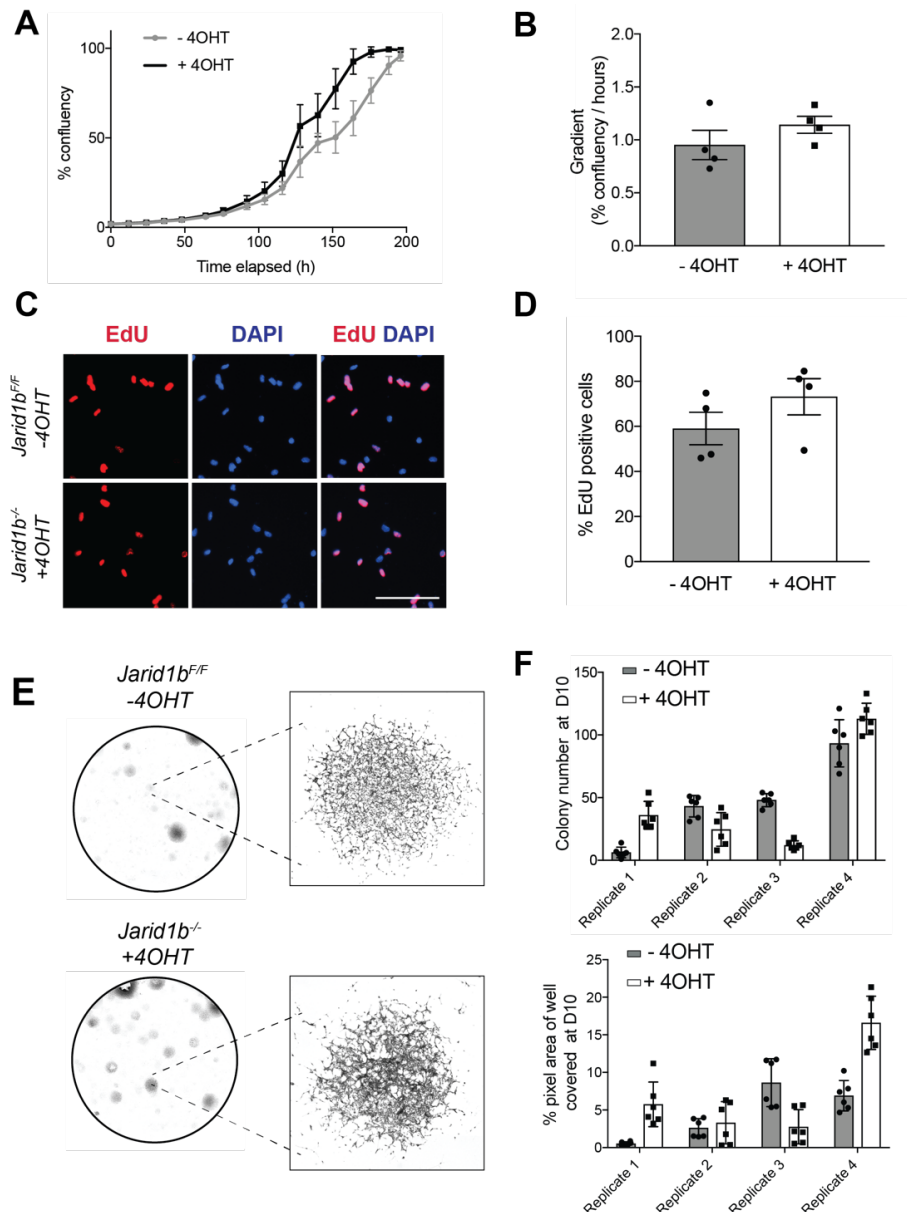 A
- 4OHT
+ 4OHT
% confluency
100
50
0
0 50 100 150 200
Time elapsed (h)
B
Gradient
(% confluency / hours)
2.0
1.5
1.0
0.5
0.0
- 4OHT + 4OHT
C
EdU DAPI EdU DAPI
Jarid1bF/F
-4OHT
Jarid1b-/-
+4OHT
D
% EdU positive cells
100
80
60
40
20
0
- 4OHT + 4OHT
E
Jarid1bF/F
-4OHT
Jarid1b-/-
+4OHT
F
Colony number at D10
150
100
50
0
- 4OHT
+ 4OHT
Replicate 1 Replicate 2 Replicate 3 Replicate 4
% pixel area of well
covered at D10
25
20
15
10
5
0
- 4OHT
+ 4OHT
Replicate 1 Replicate 2 Replicate 3 Replicate 4